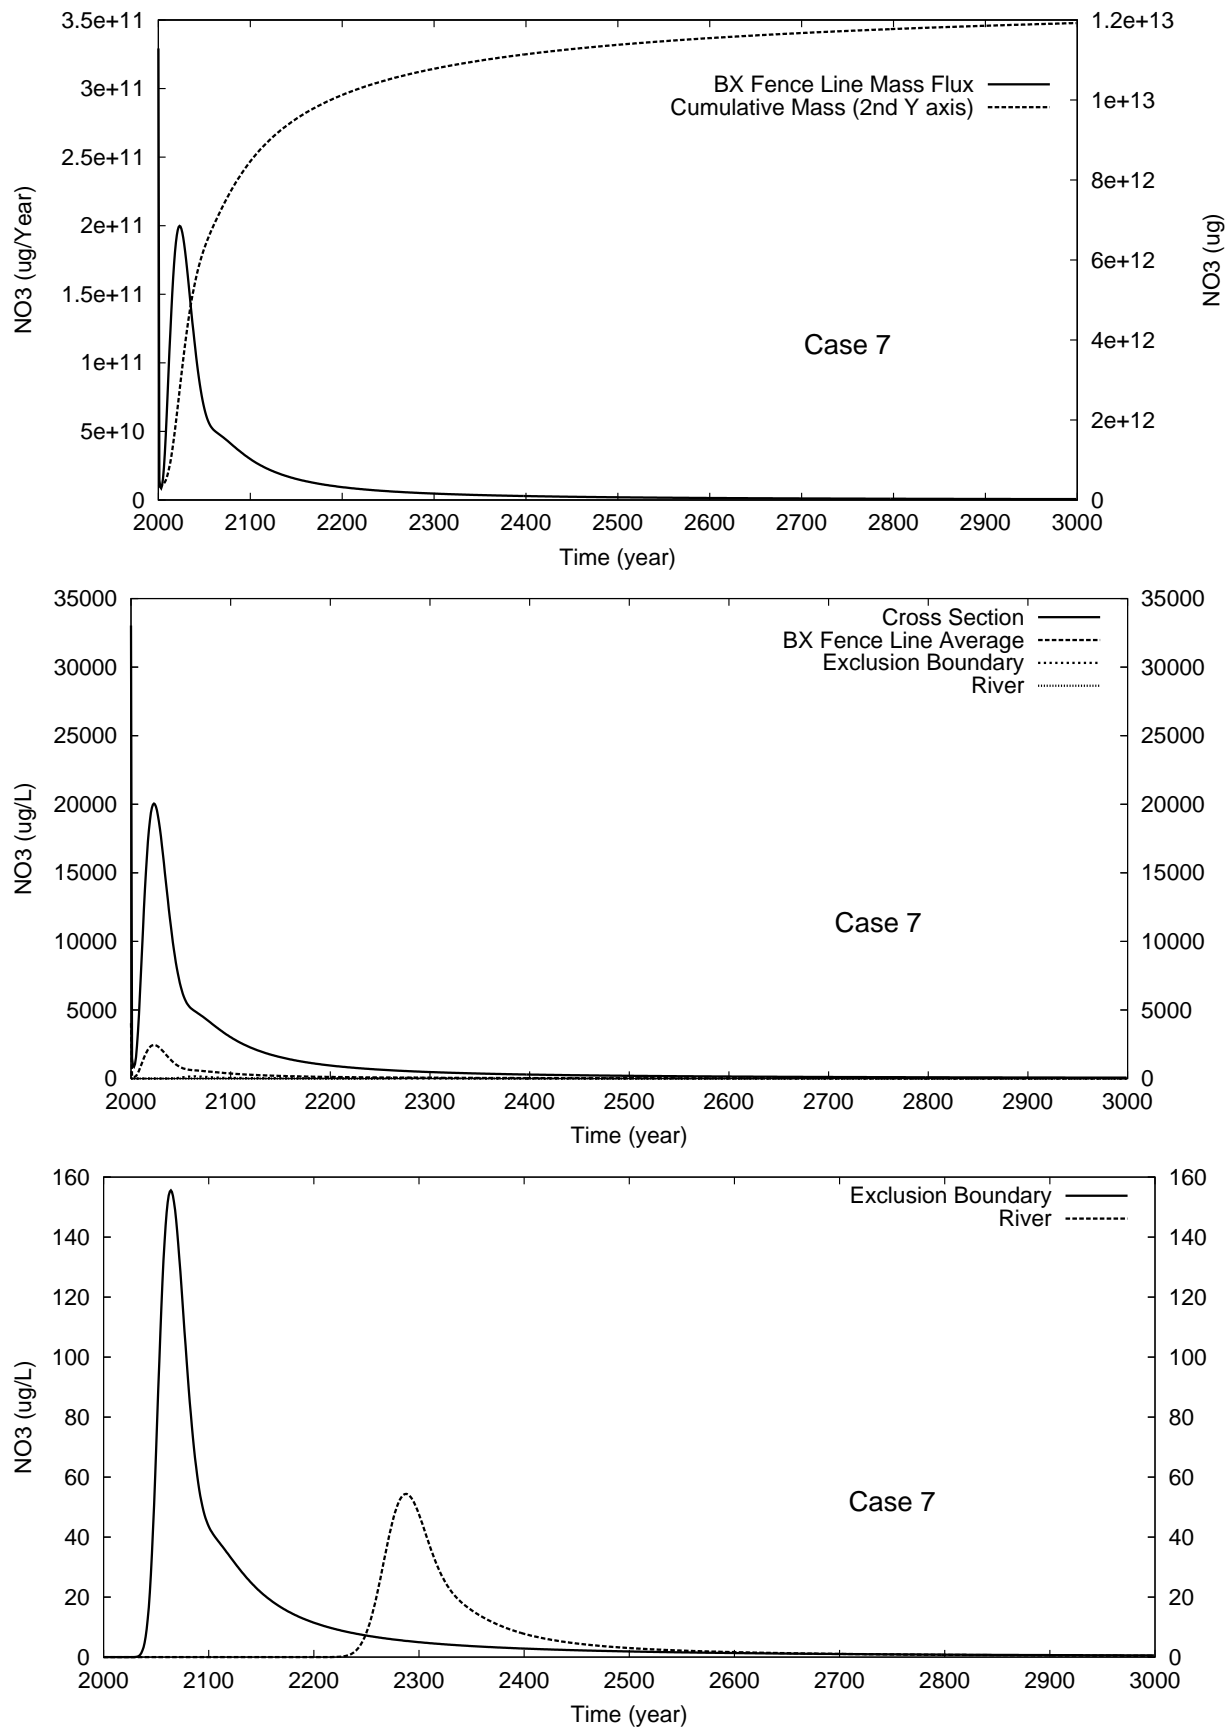 3.5e+11
3e+11
2.5e+11
2e+11
1.5e+11
1e+11
5e+10
0
NO3 (ug/Year)
BX Fence Line Mass Flux
Cumulative Mass (2nd Y axis)
Case 7
1.2e+13
1e+13
8e+12
6e+12
4e+12
2e+12
0
NO3 (ug)
2000 2100 2200 2300 2400 2500 2600 2700 2800 2900 3000
Time (year)
35000
30000
25000
20000
15000
10000
5000
0
NO3 (ug/L)
Cross Section
BX Fence Line Average
Exclusion Boundary
River
Case 7
35000
30000
25000
20000
15000
10000
5000
0
2000 2100 2200 2300 2400 2500 2600 2700 2800 2900 3000
Time (year)
160
140
120
100
80
60
40
20
0
NO3 (ug/L)
Exclusion Boundary
River
Case 7
160
140
120
100
80
60
40
20
0
2000 2100 2200 2300 2400 2500 2600 2700 2800 2900 3000
Time (year)